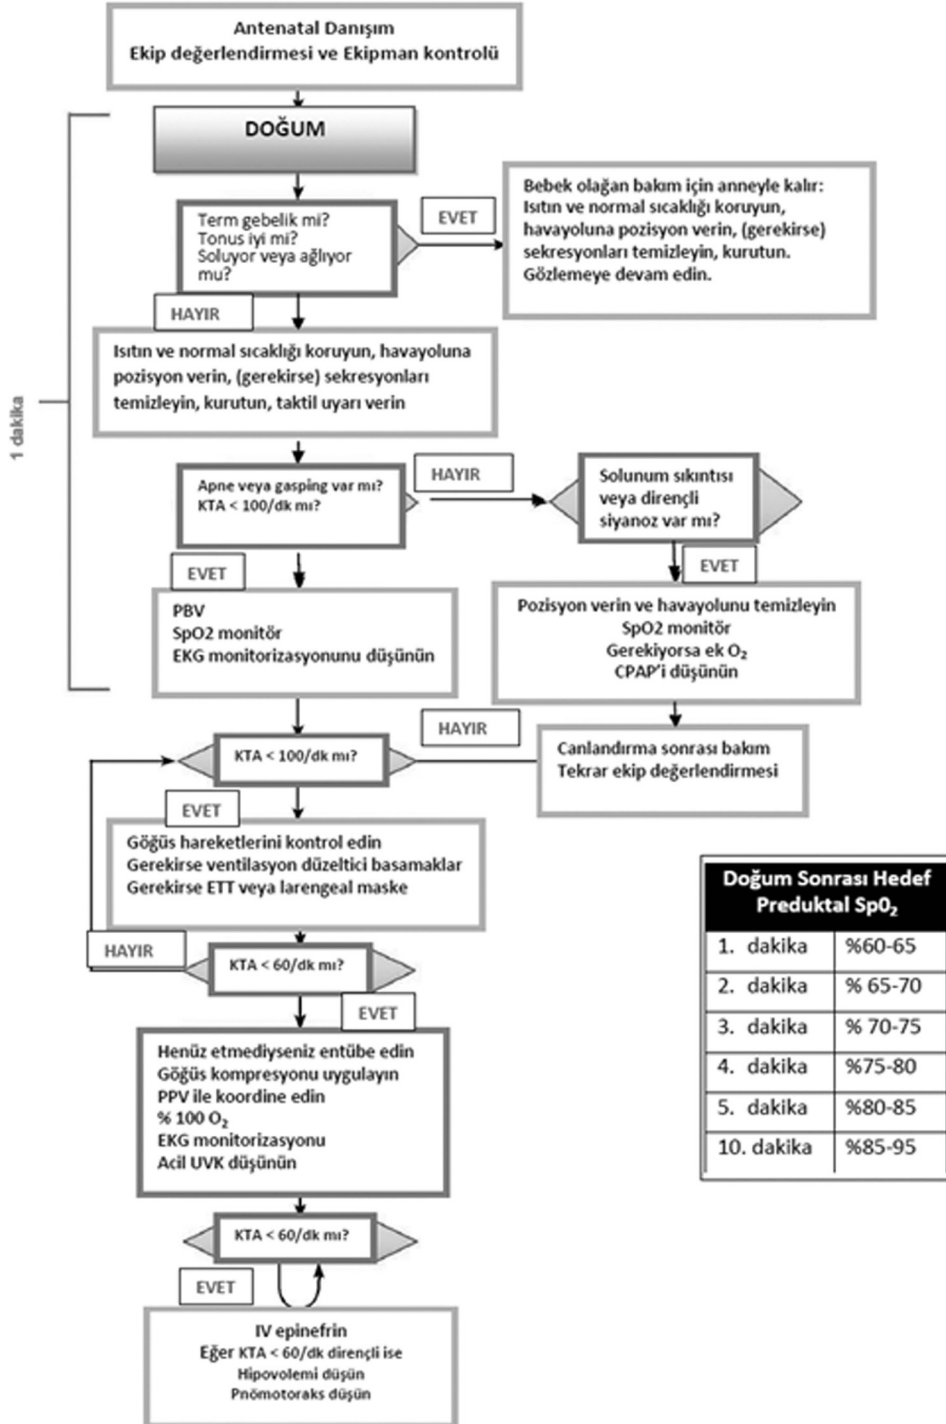 Antenatal Danışım
Ekip değerlendirmesi ve Ekipman kontrolü
DOĞUM
Term gebelik mi?
Tonus iyi mi?
Soluyor veya ağlıyor
mu?
EVET
Bebek olağan bakım için anneyle kalır:
Isıtın ve normal sıcaklığı koruyun,
havayoluna pozisyon verin, (gerekirse)
sekresyonları temizleyin, kurutun.
Gözlemeye devam edin.
HAYIR
Isıtın ve normal sıcaklığı koruyun, havayoluna
pozisyon verin, (gerekirse) sekresyonları
temizleyin, kurutun, taktil uyarı verin
1 dakika
Apne veya gasping var mı?
KTA < 100/dk mı?
HAYIR
Solunum sıkıntısı
veya dirençli
siyanoz var mı?
EVET
EVET
PBV
SpO2 monitör
EKG monitorizasyonunu düşünün
Pozisyon verin ve havayolunu temizleyin
SpO2 monitör
Gerekiyorsa ek O₂
CPAP'i düşünün
KTA < 100/dk mı?
HAYIR
Canlandırma sonrası bakım
Tekrar ekip değerlendirmesi
EVET
Göğüs hareketlerini kontrol edin
Gerekirse ventilasyon düzeltici basamaklar
Gerekirse ETT veya larengeal maske
HAYIR
KTA < 60/dk mı?
EVET
Henüz etmediyseniz entübe edin
Göğüs kompresyonu uygulayın
PPV ile koordine edin
% 100 O₂
EKG monitorizasyonu
Acil UVK düşünün
KTA < 60/dk mı?
EVET
IV epinefrin
Eğer KTA < 60/dk dirençli ise
Hipovolemi düşün
Pnömotoraks düşün
Doğum Sonrası Hedef
Preduktal Sp0₂
1. dakika %60-65
2. dakika % 65-70
3. dakika % 70-75
4. dakika %75-80
5. dakika %80-85
10. dakika %85-95